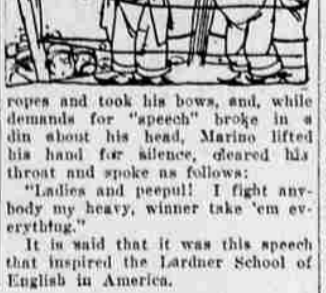 ropes and took his bows, and, while
demands for "speech" broke in a
din about his head, Marino lifted
his hand for silence, cleared his
throat and spoke as follows:
"Ladies and peepul! I fight any-
body my heavy, winner take 'em ev-
erything."
It is said that it was this speech
that inspired the Lardner School of
English in America.